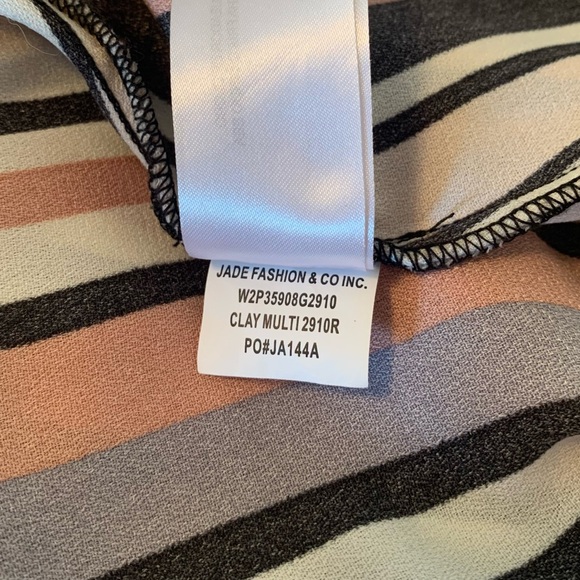 JADE FASHION & CO INC.
W2P35908G2910
CLAY MULTI 2910R
PO#JA144A